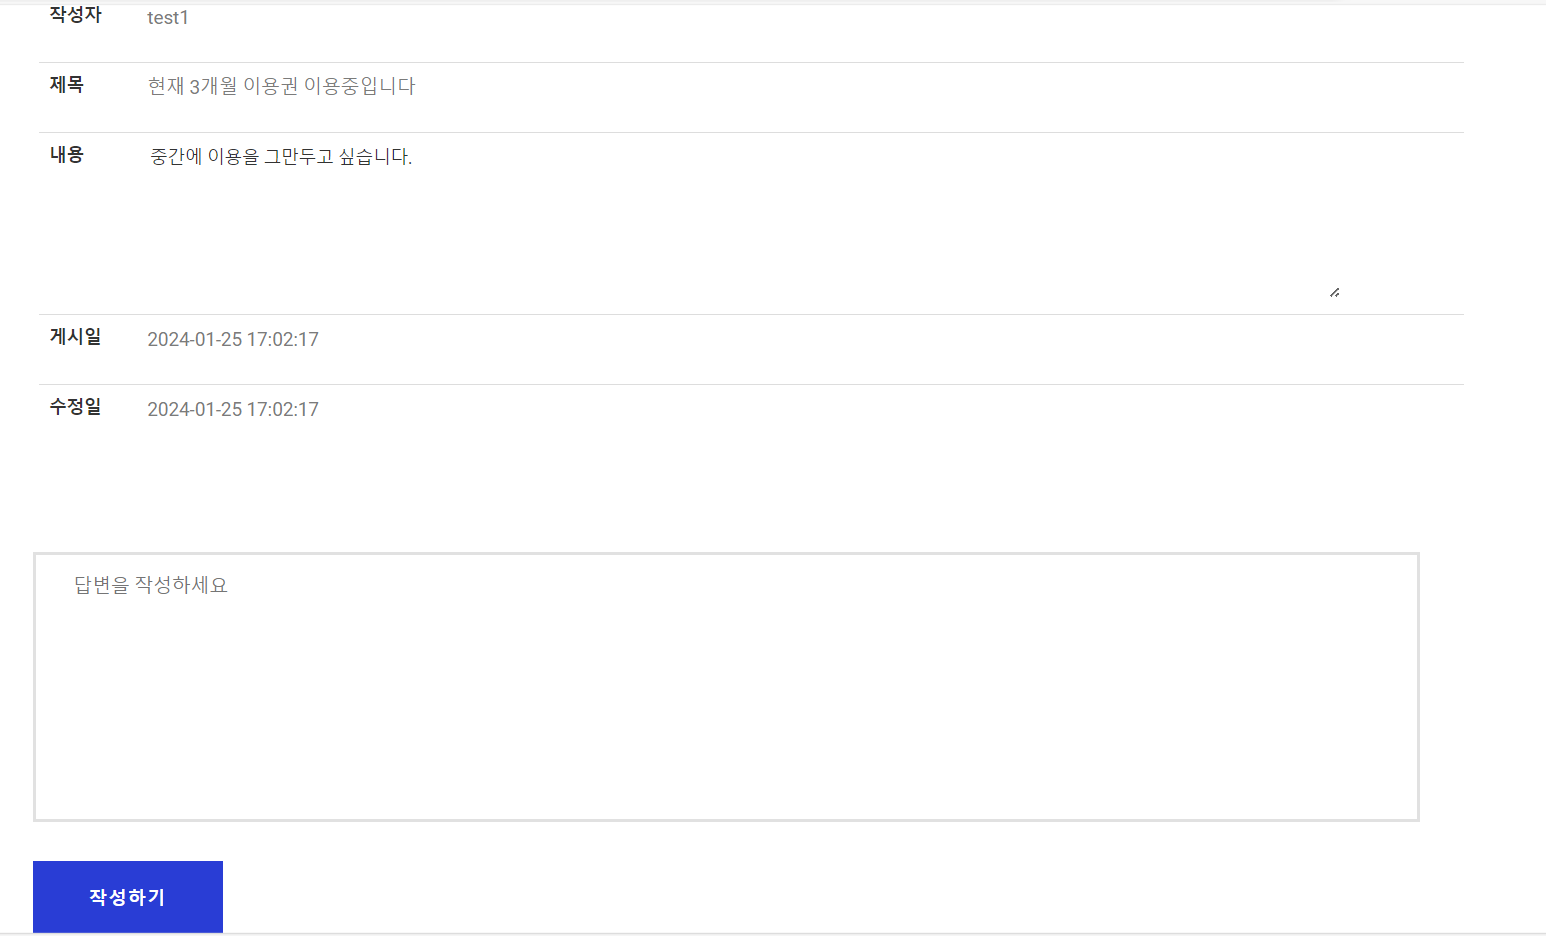 작성자 test1
제목 현재 3개월 이용권 이용중입니다
내용 중간에 이용을 그만두고 싶습니다.
게시일 2024-01-25 17:02:17
수정일 2024-01-25 17:02:17
답변을 작성하세요
작성하기